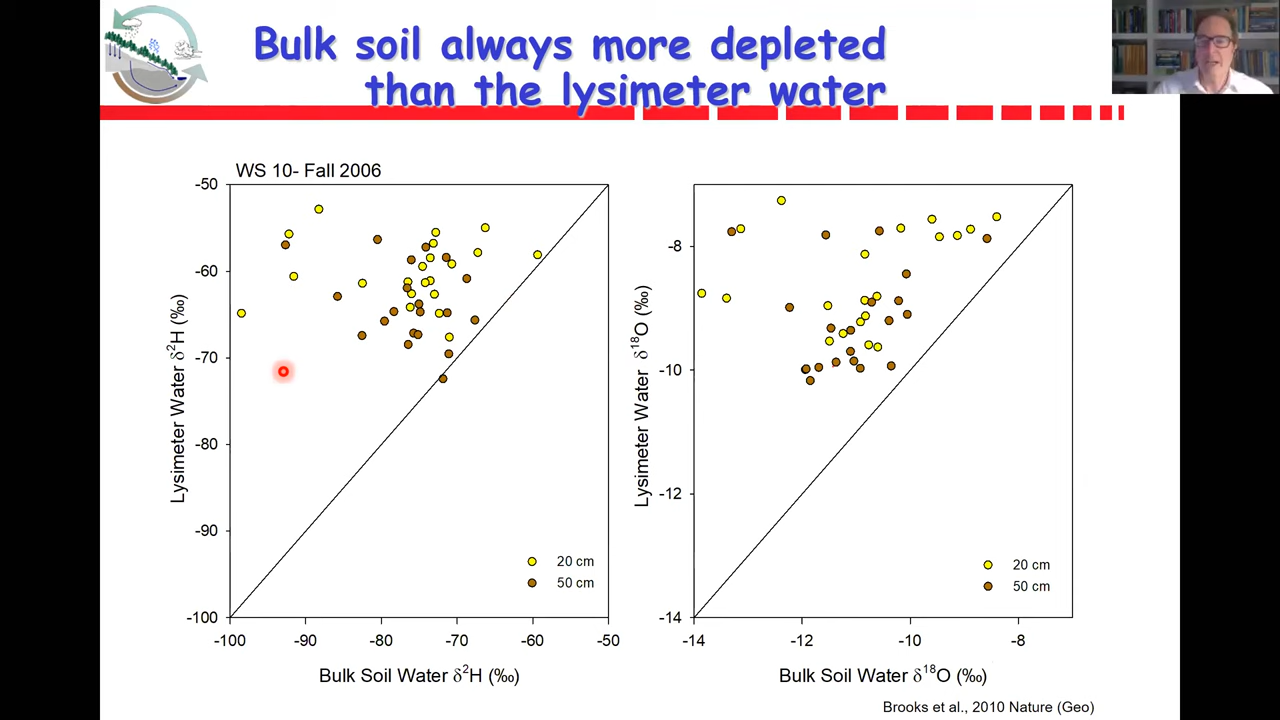 Bulk soil always more depleted
than the lysimeter water
WS 10- Fall 2006
-50
-60
-70
-80
-90
-100
Lysimeter Water δ²H (‰)
-100 -90 -80 -70 -60 -50
Bulk Soil Water δ²H (‰)
20 cm
50 cm
-8
-10
-12
-14
Lysimeter Water δ¹⁸O (‰)
-14 -12 -10 -8
Bulk Soil Water δ¹⁸O (‰)
20 cm
50 cm
Brooks et al., 2010 Nature (Geo)